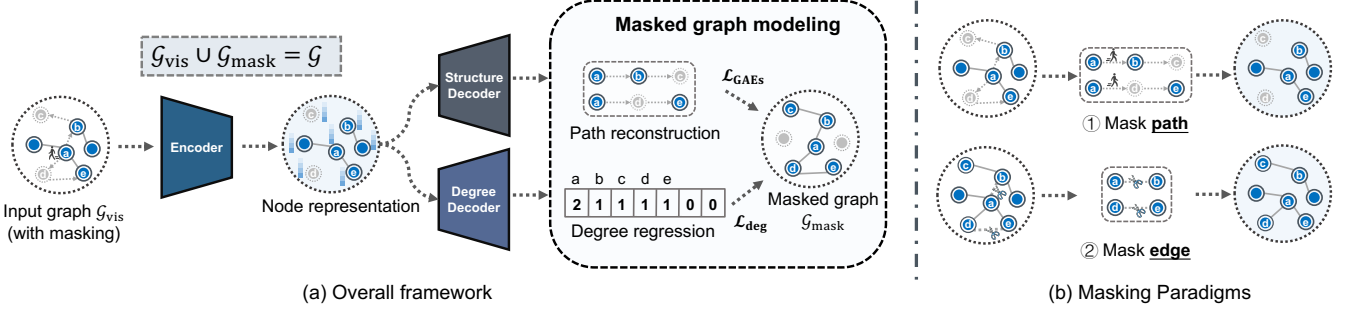 𝒢vis ∪ 𝒢mask = 𝒢
c
b
a
d
e
Input graph 𝒢vis
(with masking)
Encoder
c
b
a
d
e
Node representation
Structure
Decoder
Degree
Decoder
Masked graph modeling
a b c
a d e
Path reconstruction
a b c d e
2 1 1 1 1 0 0
Degree regression
ℒGAEs
ℒdeg
c
b
a
d
e
Masked graph
𝒢mask
(a) Overall framework
c
b
a
d
e
a b c
a d e
① Mask path
c
b
a
d
e
c
b
a
d
e
a b
d e
② Mask edge
c
b
a
d
e
(b) Masking Paradigms